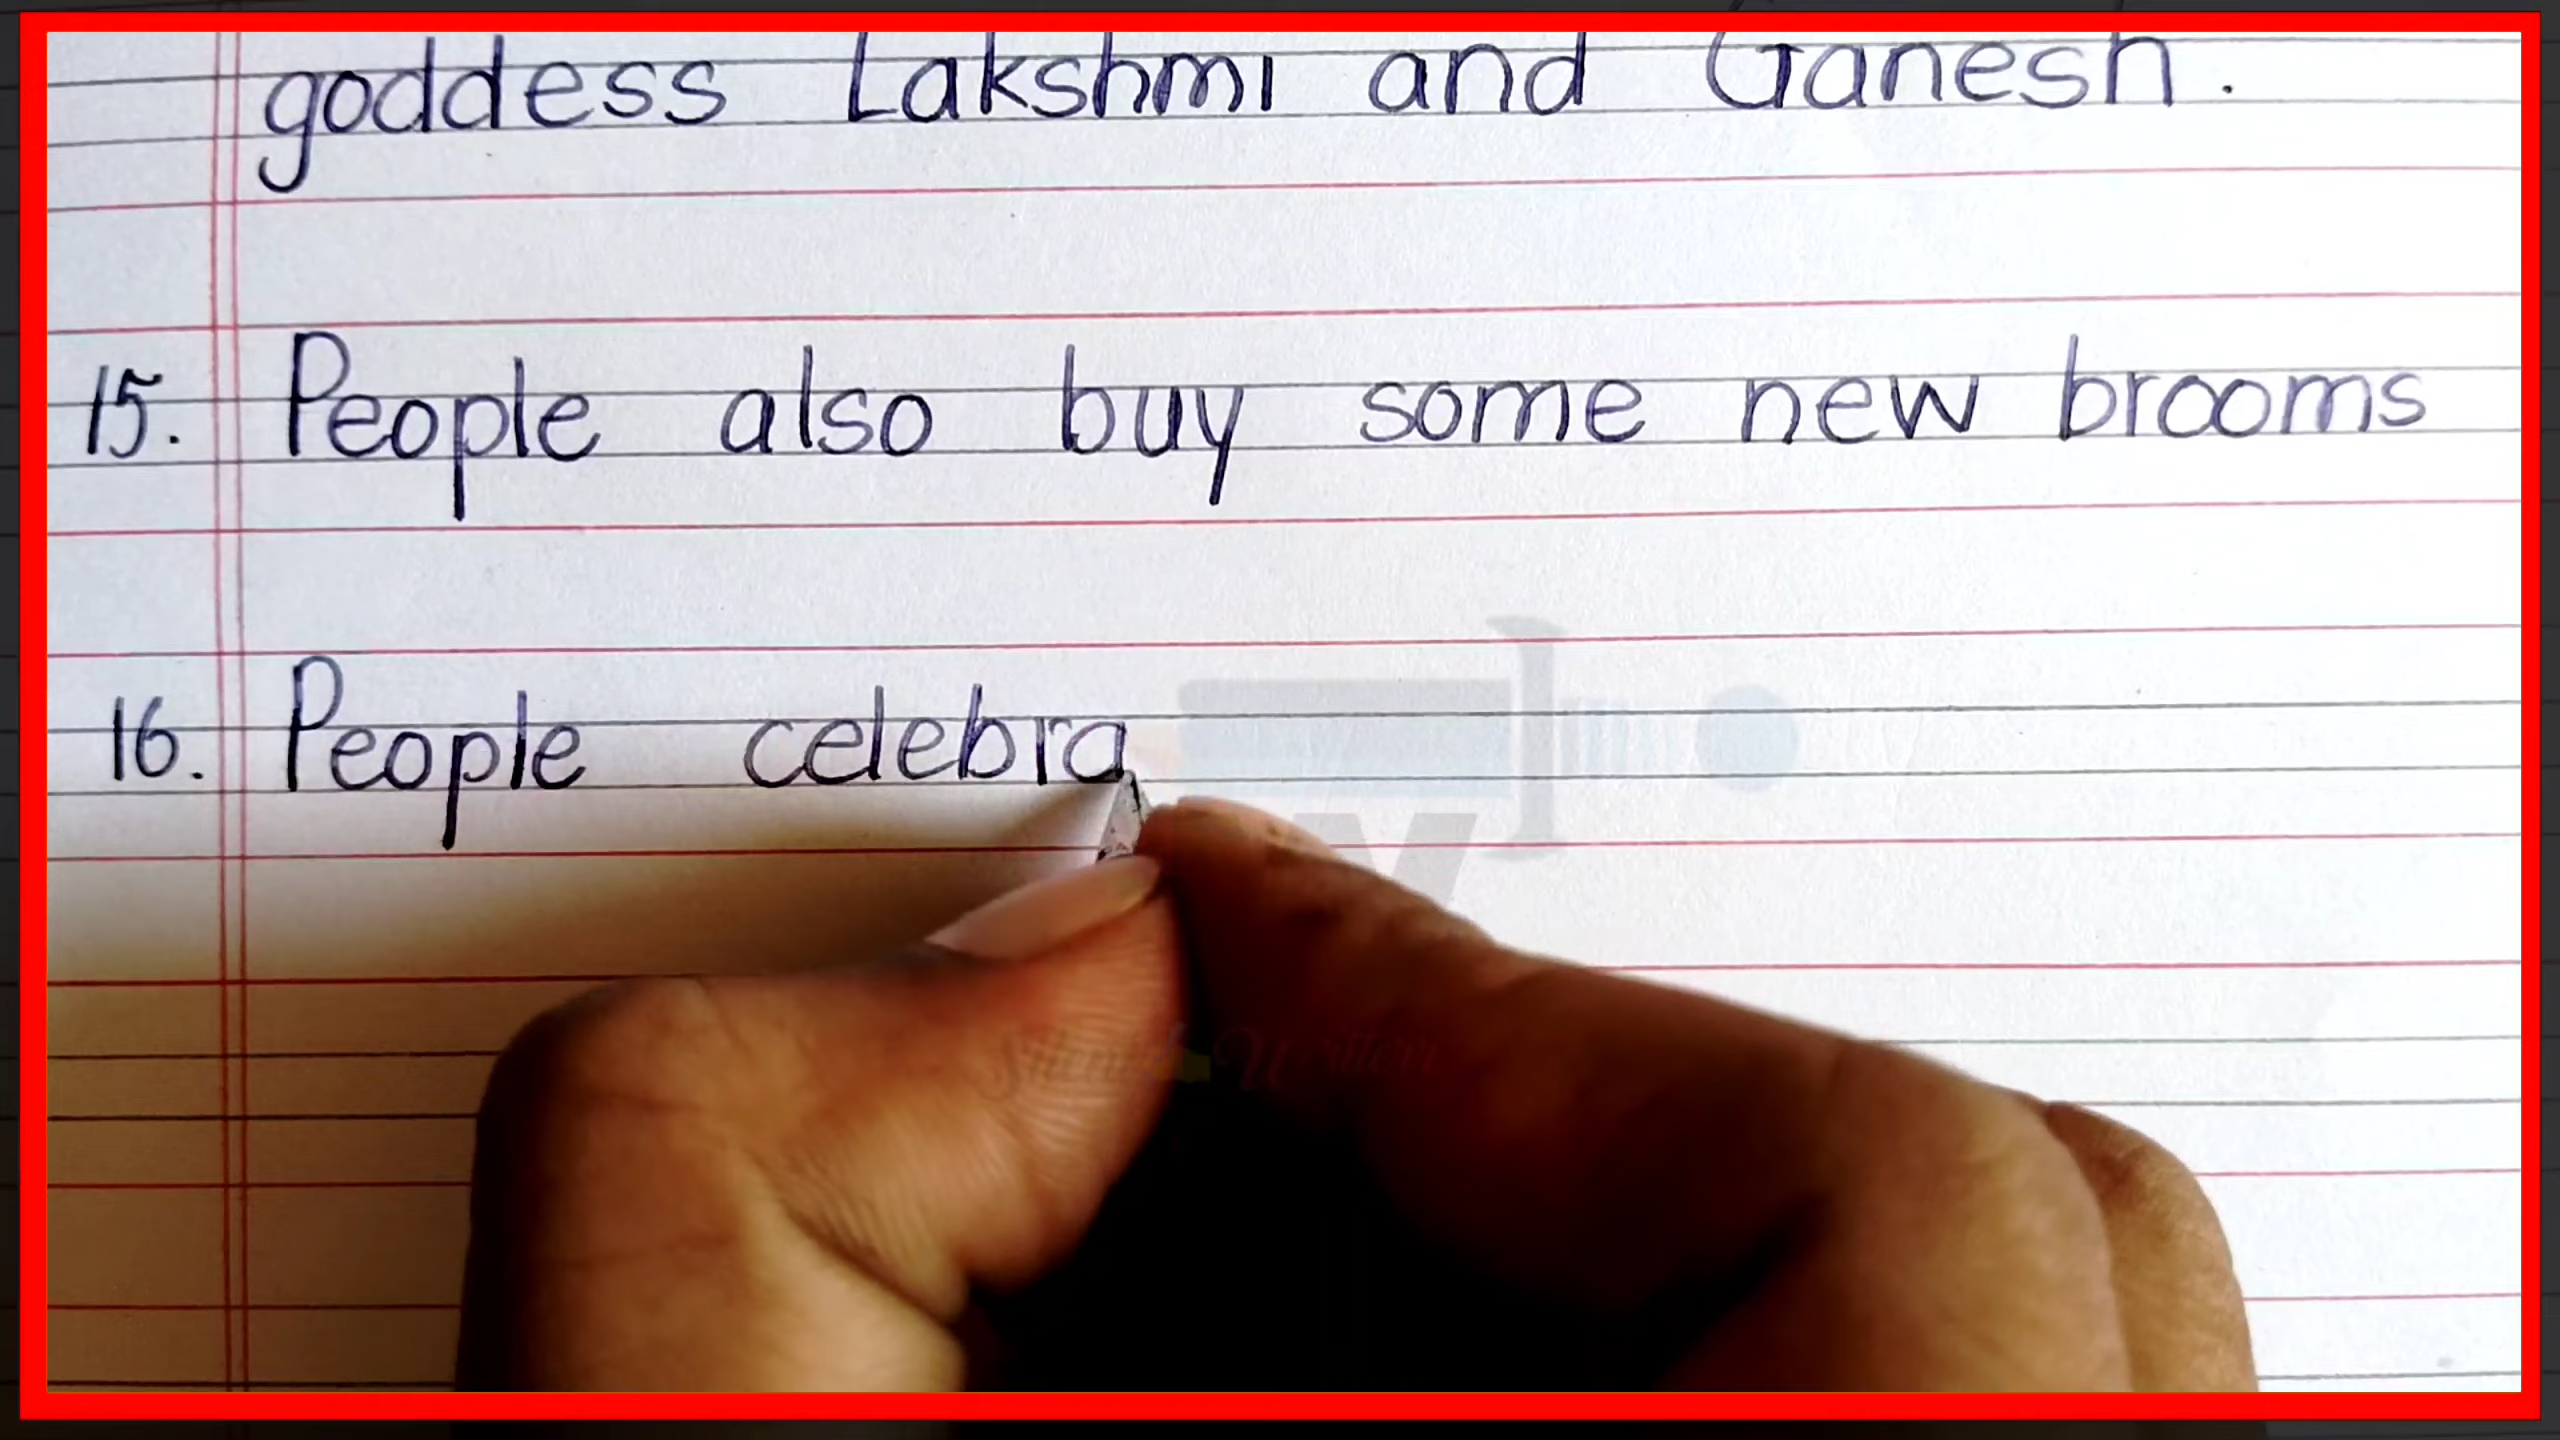 goddess Lakshmi and Ganesh.
15. People also buy some new brooms
16. People celebra